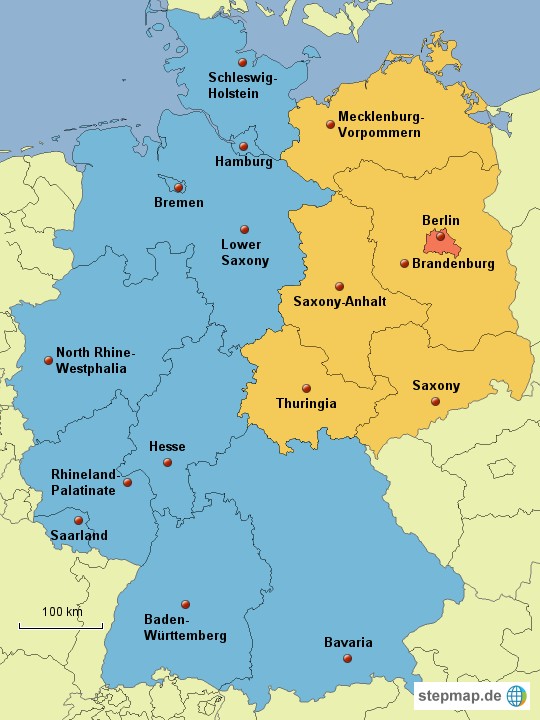 Schleswig-
Holstein
Mecklenburg-
Vorpommern
Hamburg
Bremen
Berlin
Lower
Saxony
Brandenburg
Saxony-Anhalt
North Rhine-
Westphalia
Saxony
Thuringia
Hesse
Rhineland-
Palatinate
Saarland
100 km
Baden-
Württemberg
Bavaria
stepmap.de